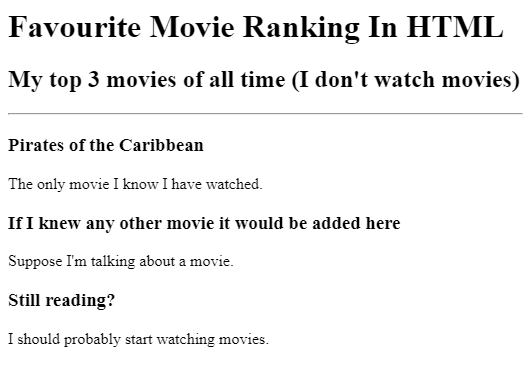 Favourite Movie Ranking In HTML
My top 3 movies of all time (I don't watch movies)
Pirates of the Caribbean
The only movie I know I have watched.
If I knew any other movie it would be added here
Suppose I'm talking about a movie.
Still reading?
I should probably start watching movies.